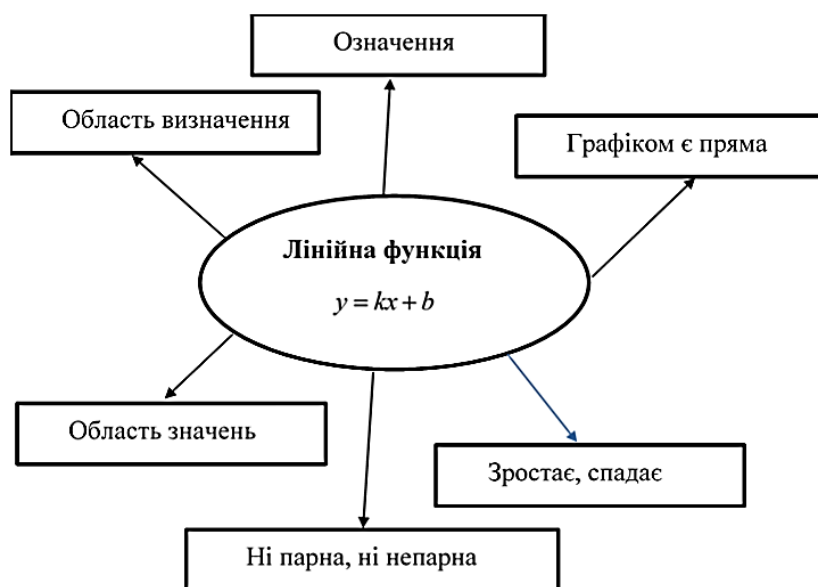 Означення
Область визначення
Графіком є пряма
Лінійна функція
y = kx + b
Область значень
Зростає, спадає
Ні парна, ні непарна